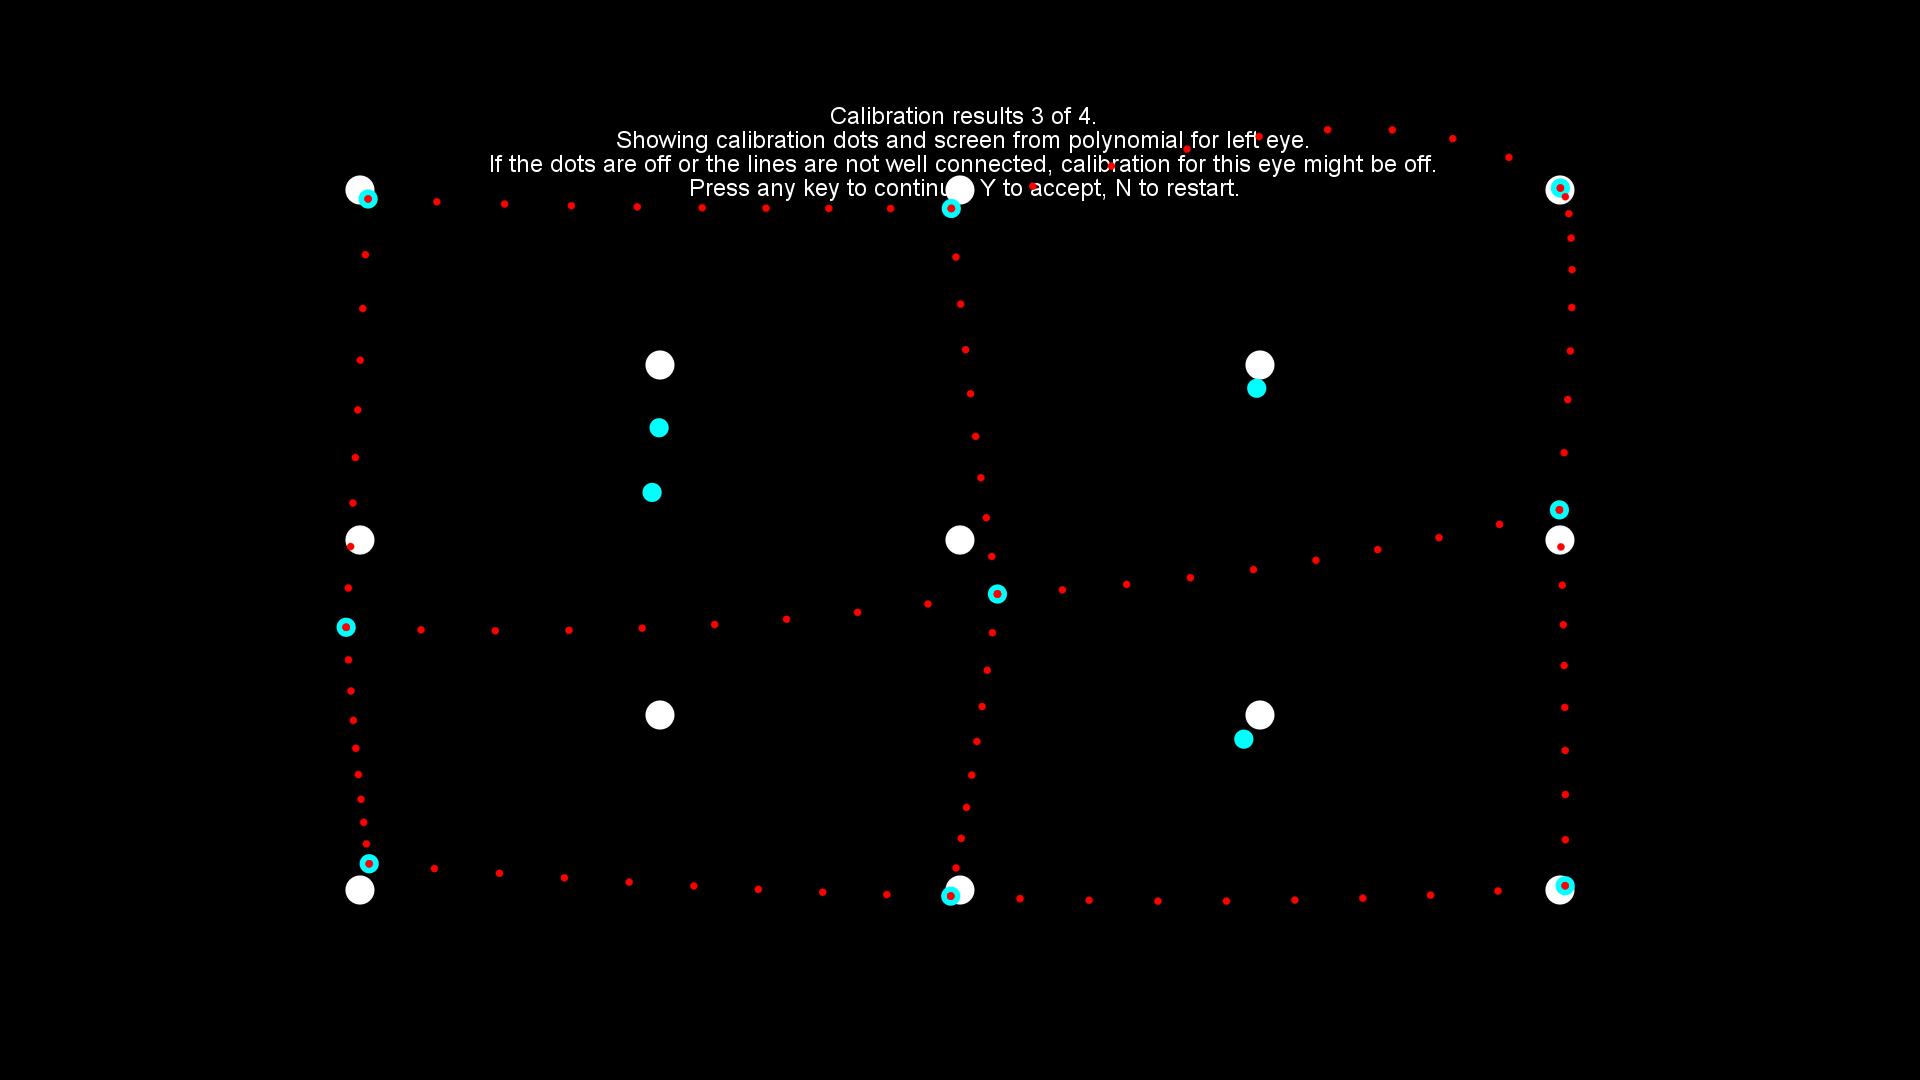 Calibration results 3 of 4.
Showing calibration dots and screen from polynomial for left eye.
If the dots are off or the lines are not well connected, calibration for this eye might be off.
Press any key to continu Y to accept, N to restart.